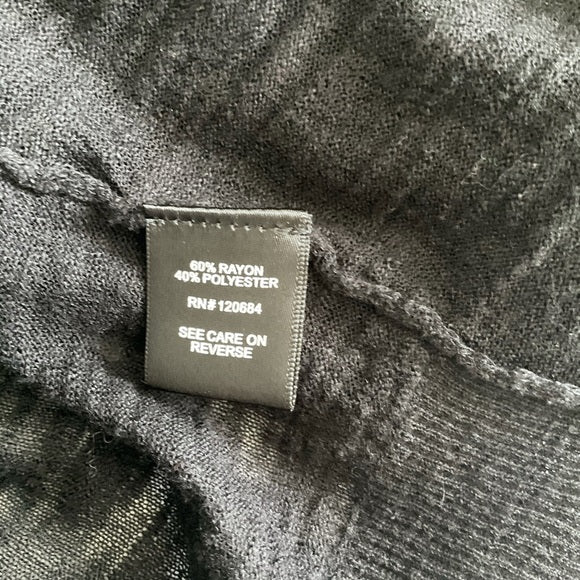 60% RAYON
40% POLYESTER
RN# 120684
SEE CARE ON
REVERSE